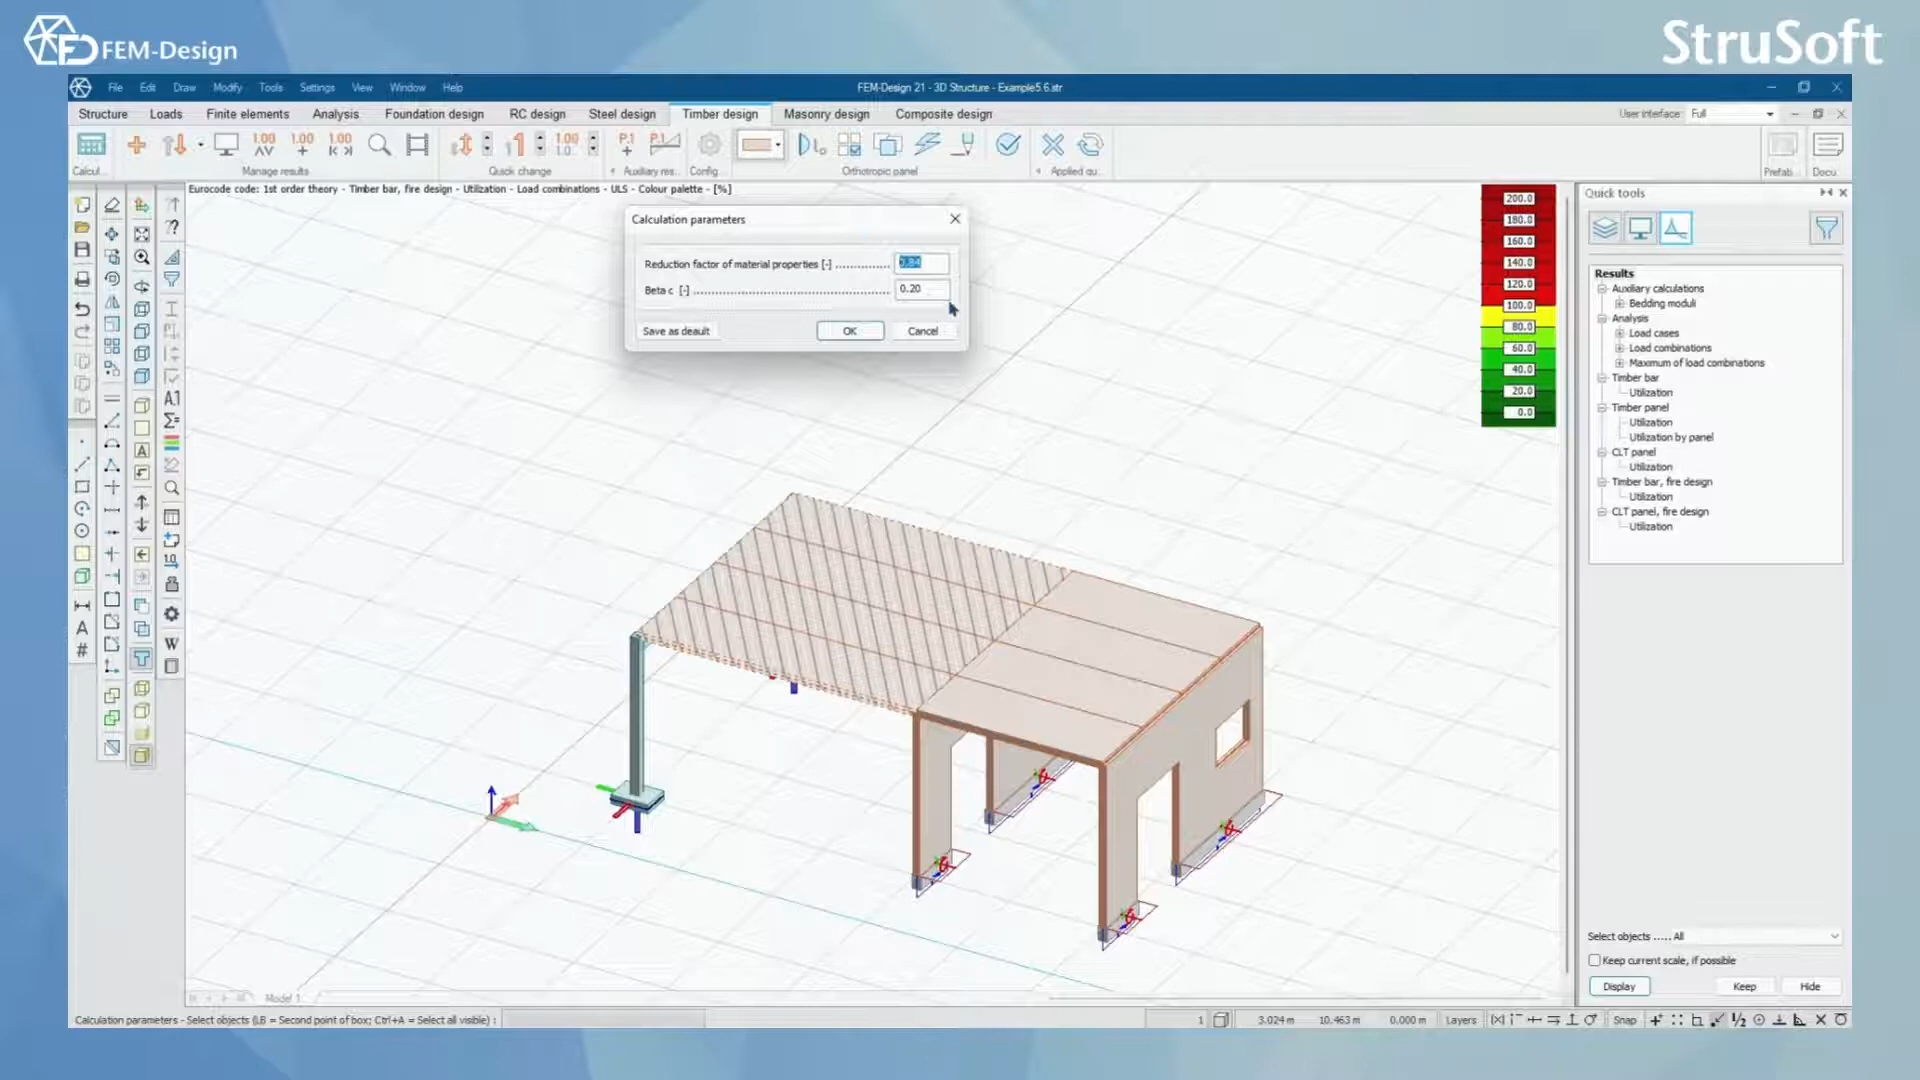 FEM-Design
StruSoft
File Edit Draw Modify Tools Settings View Window Help
FEM-Design 21 - 3D Structure - Example5.6.str
Structure Loads Finite elements Analysis Foundation design RC design Steel design Timber design Masonry design Composite design
User interface: Full
Calcul... Manage results Quick change Auxiliary res... Config... Orthotropic panel Applied qu... Prefab... Docu...
Eurocode code: 1st order theory - Timber bar, fire design - Utilization - Load combinations - ULS - Colour palette - [%]
Calculation parameters
Reduction factor of material properties [-] 0.84
Beta c [-] 0.20
Save as deault OK Cancel
200.0
180.0
160.0
140.0
120.0
100.0
80.0
60.0
40.0
20.0
0.0
Quick tools
Results
Auxiliary calculations
Bedding moduli
Analysis
Load cases
Load combinations
Maximum of load combinations
Timber bar
Utilization
Timber panel
Utilization
Utilization by panel
CLT panel
Utilization
Timber bar, fire design
Utilization
CLT panel, fire design
Utilization
Select objects ..... All
Keep current scale, if possible
Display Keep Hide
Model 1
Calculation parameters - Select objects (LB = Second point of box; Ctrl+A = Select all visible) :
1 3.024 m 10.463 m 0.000 m Layers Snap